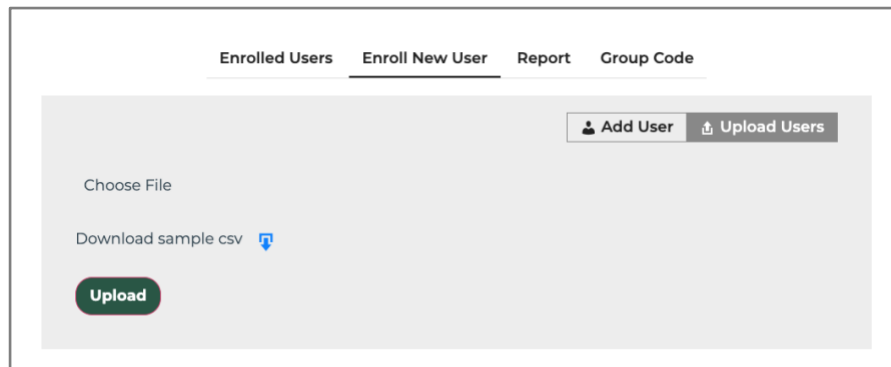 Enrolled Users Enroll New User Report Group Code
Add User Upload Users
Choose File
Download sample csv
Upload